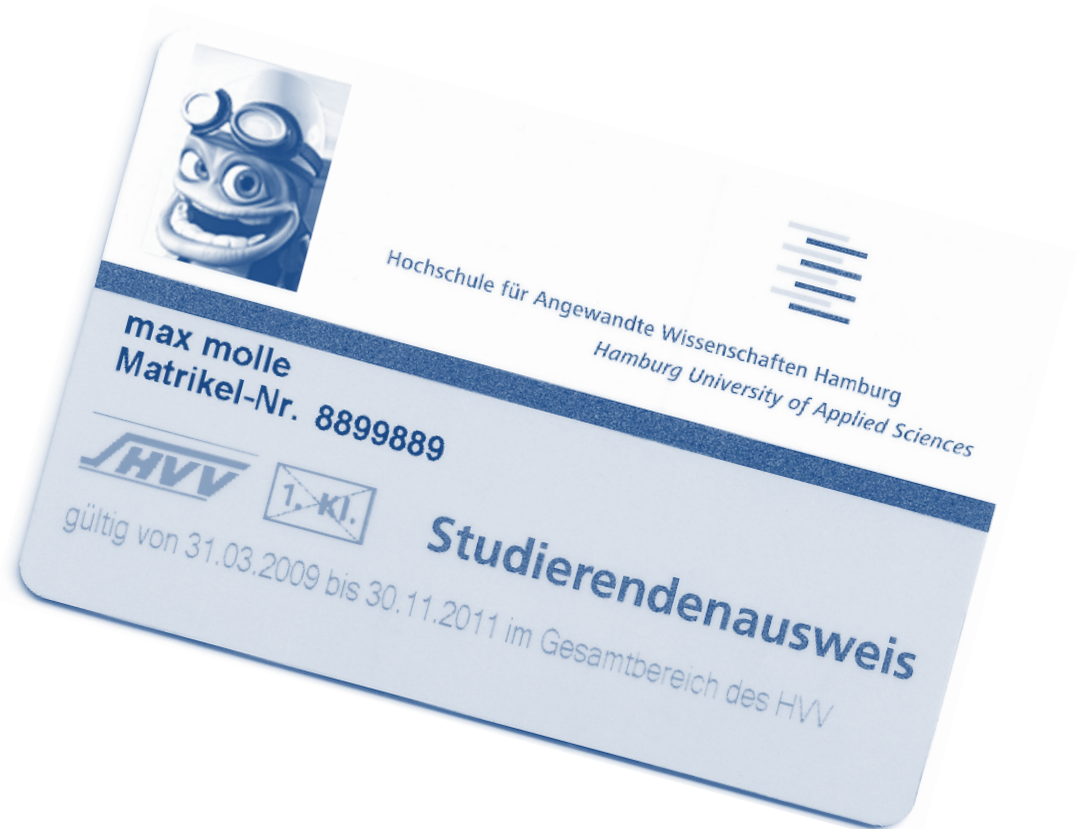 Hochschule für Angewandte Wissenschaften Hamburg
Hamburg University of Applied Sciences
max molle
Matrikel-Nr. 8899889
HVV
1. Kl.
Studierendenausweis
gültig von 31.03.2009 bis 30.11.2011 im Gesamtbereich des HVV